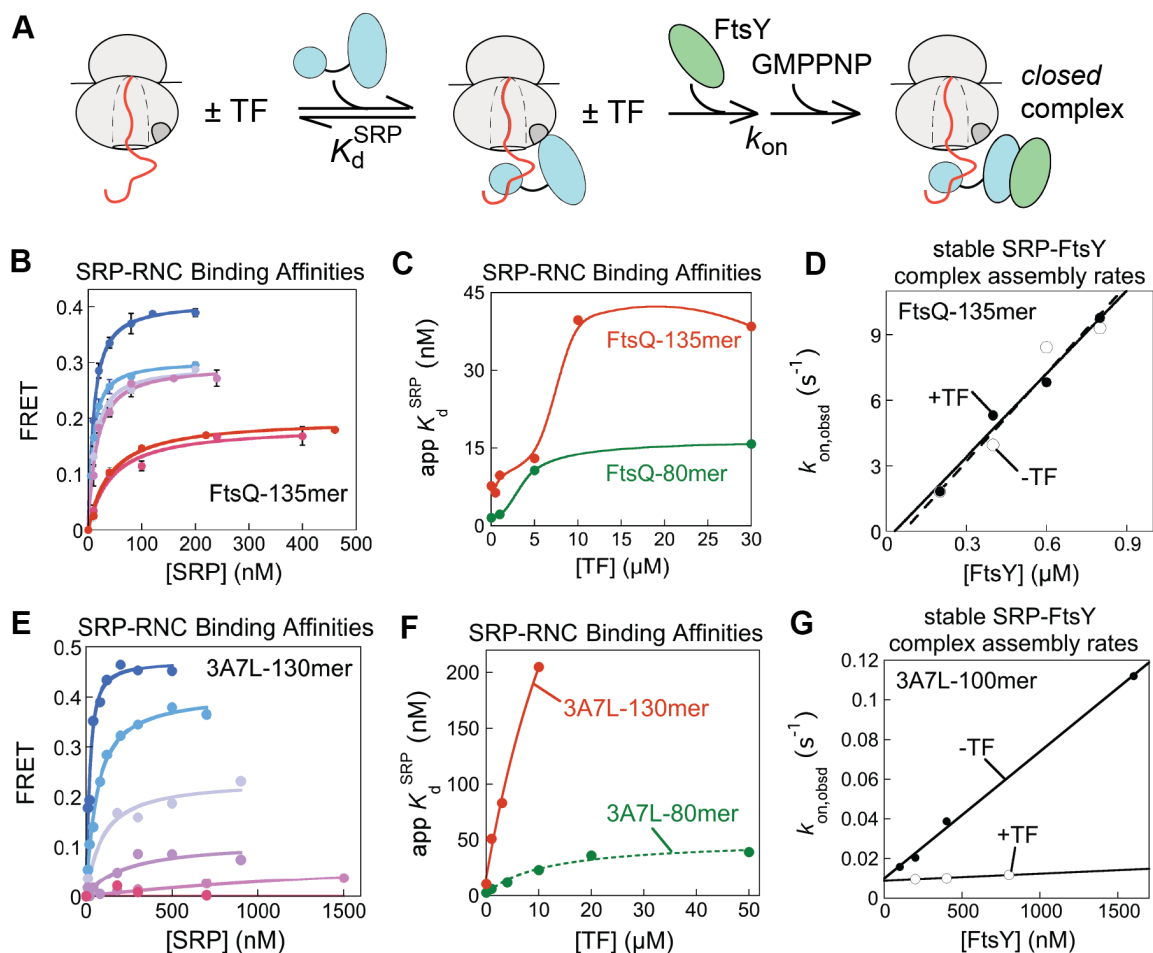 A
± TF
K_d^SRP
± TF
FtsY
GMPPNP
k_on
closed
complex
B
SRP-RNC Binding Affinities
FRET
0.4
0.3
0.2
0.1
0
FtsQ-135mer
0 100 200 300 400 500
[SRP] (nM)
C
SRP-RNC Binding Affinities
app K_d^SRP (nM)
45
30
15
0
FtsQ-135mer
FtsQ-80mer
0 5 10 15 20 25 30
[TF] (µM)
D
stable SRP-FtsY
complex assembly rates
k_on,obsd (s⁻¹)
FtsQ-135mer
9
6
3
0
+TF
-TF
0 0.3 0.6 0.9
[FtsY] (µM)
E
SRP-RNC Binding Affinities
FRET
0.5
0.4
0.3
0.2
0.1
0
3A7L-130mer
0 500 1000 1500
[SRP] (nM)
F
SRP-RNC Binding Affinities
app K_d^SRP (nM)
200
150
100
50
0
3A7L-130mer
3A7L-80mer
0 10 20 30 40 50
[TF] (µM)
G
stable SRP-FtsY
complex assembly rates
k_on,obsd (s⁻¹)
0.12
0.1
0.08
0.06
0.04
0.02
0
3A7L-100mer
-TF
+TF
0 500 1000 1500
[FtsY] (nM)